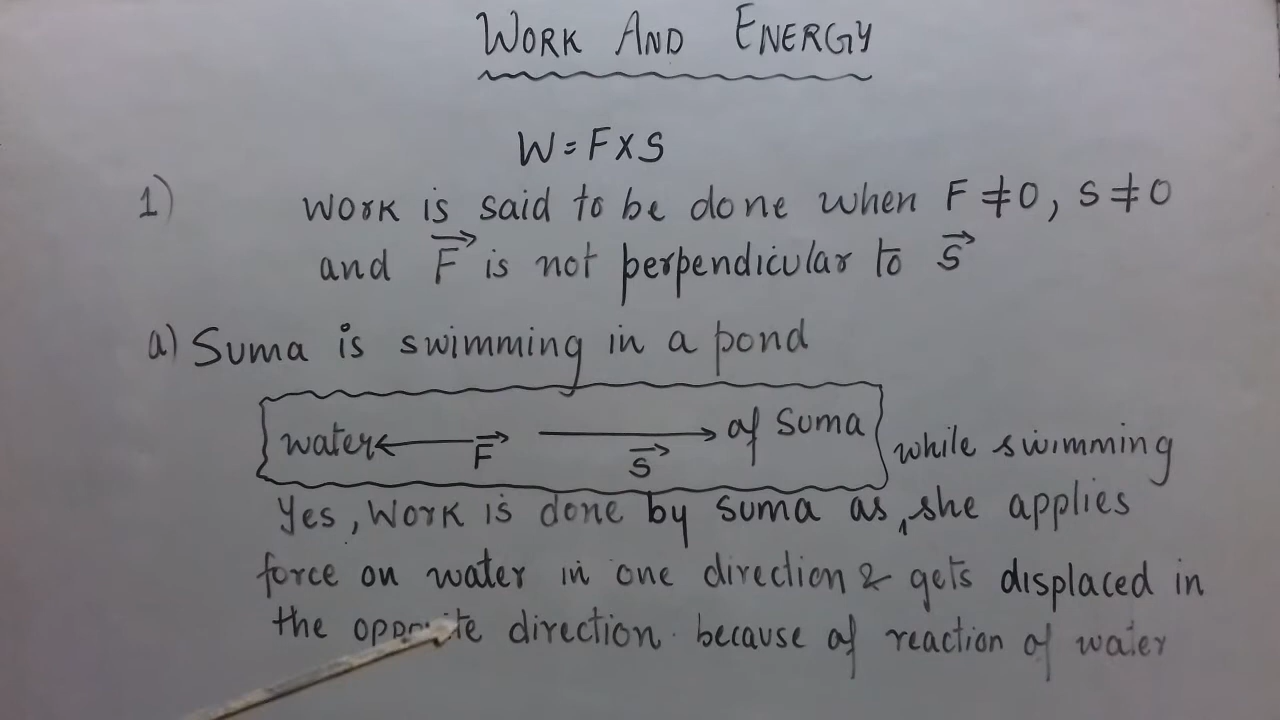 WORK AND ENERGY
W = F X S
1) Work is said to be done when F ≠ 0, S ≠ 0
and F⃗ is not perpendicular to S⃗
a) Suma is swimming in a pond
water ← F⃗ S⃗ → of Suma while swimming
Yes, Work is done by Suma as, she applies
force on water in one direction & gets displaced in
the opposite direction. because of reaction of water